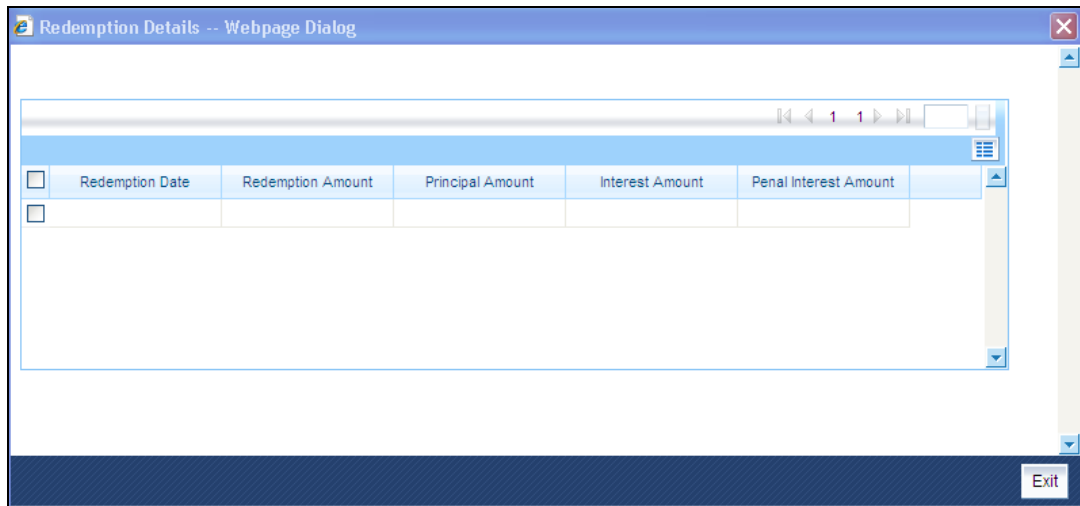 Redemption Details -- Webpage Dialog
1 1
Redemption Date Redemption Amount Principal Amount Interest Amount Penal Interest Amount
Exit